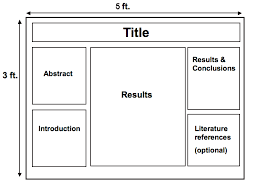 5 ft.
Title
3 ft.
Abstract
Introduction
Results
Results &
Conclusions
Literature
references
(optional)